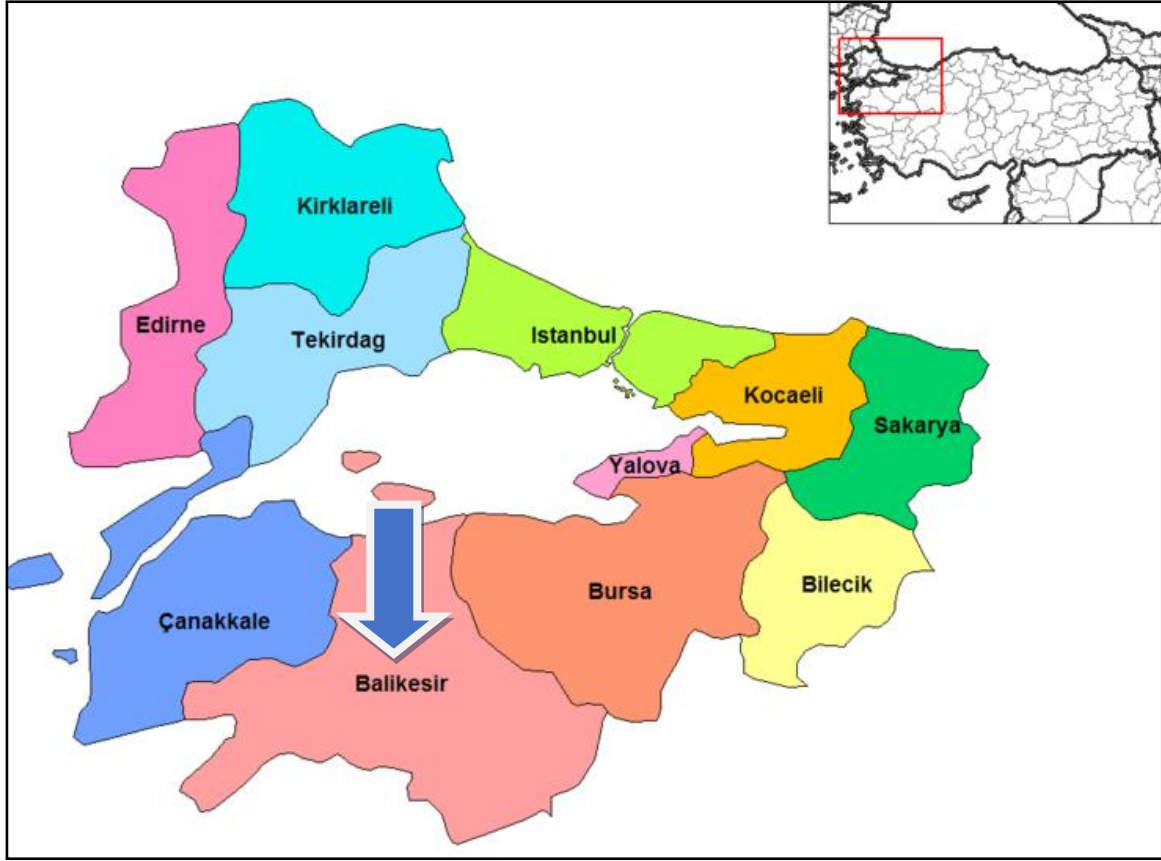 Kirklareli
Edirne
Tekirdag
Istanbul
Kocaeli
Sakarya
Yalova
Bursa
Bilecik
Çanakkale
Balikesir